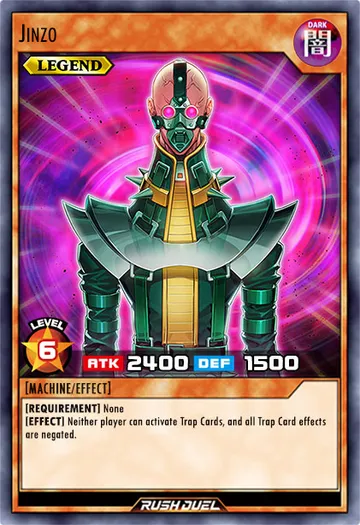 JINZO
DARK
闇
LEGEND
LEVEL
6
ATK 2400 DEF 1500
[MACHINE/EFFECT]
[REQUIREMENT] None
[EFFECT] Neither player can activate Trap Cards, and all Trap Card effects
are negated.
RUSH DUEL